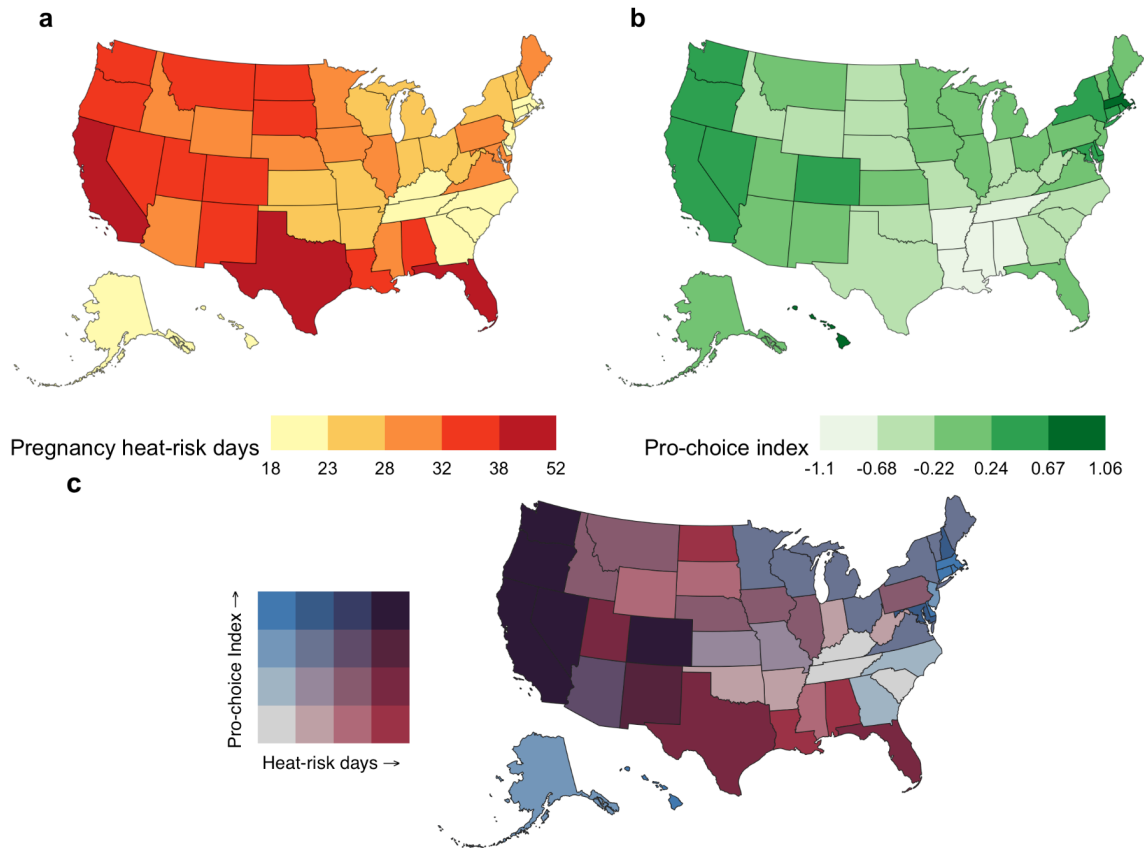 a
b
Pregnancy heat-risk days
18 23 28 32 38 52
Pro-choice index
-1.1 -0.68 -0.22 0.24 0.67 1.06
c
Pro-choice Index →
Heat-risk days →